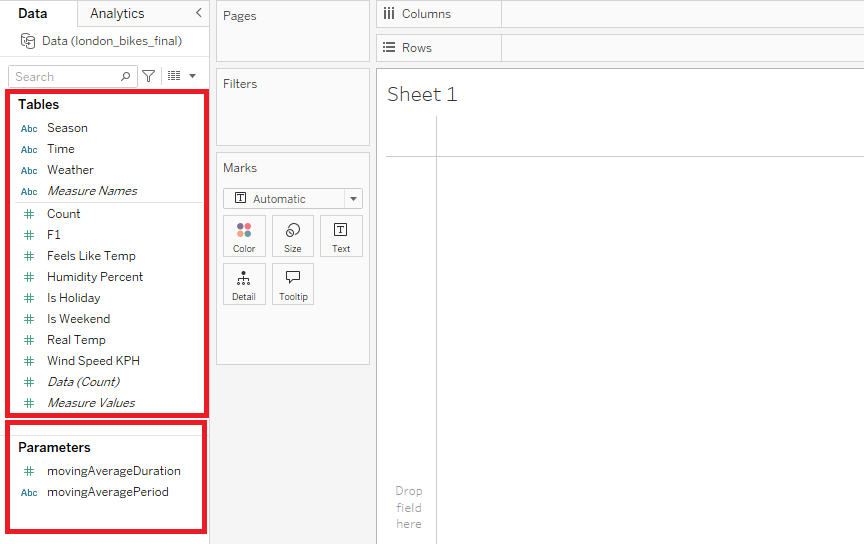 Data
Analytics
Data (london_bikes_final)
Search
Tables
Abc Season
Abc Time
Abc Weather
Abc Measure Names
# Count
# F1
# Feels Like Temp
# Humidity Percent
# Is Holiday
# Is Weekend
# Real Temp
# Wind Speed KPH
# Data (Count)
# Measure Values
Parameters
# movingAverageDuration
Abc movingAveragePeriod
Pages
Filters
Marks
T Automatic
Color
Size
T Text
Detail
Tooltip
Columns
Rows
Sheet 1
Drop
field
here